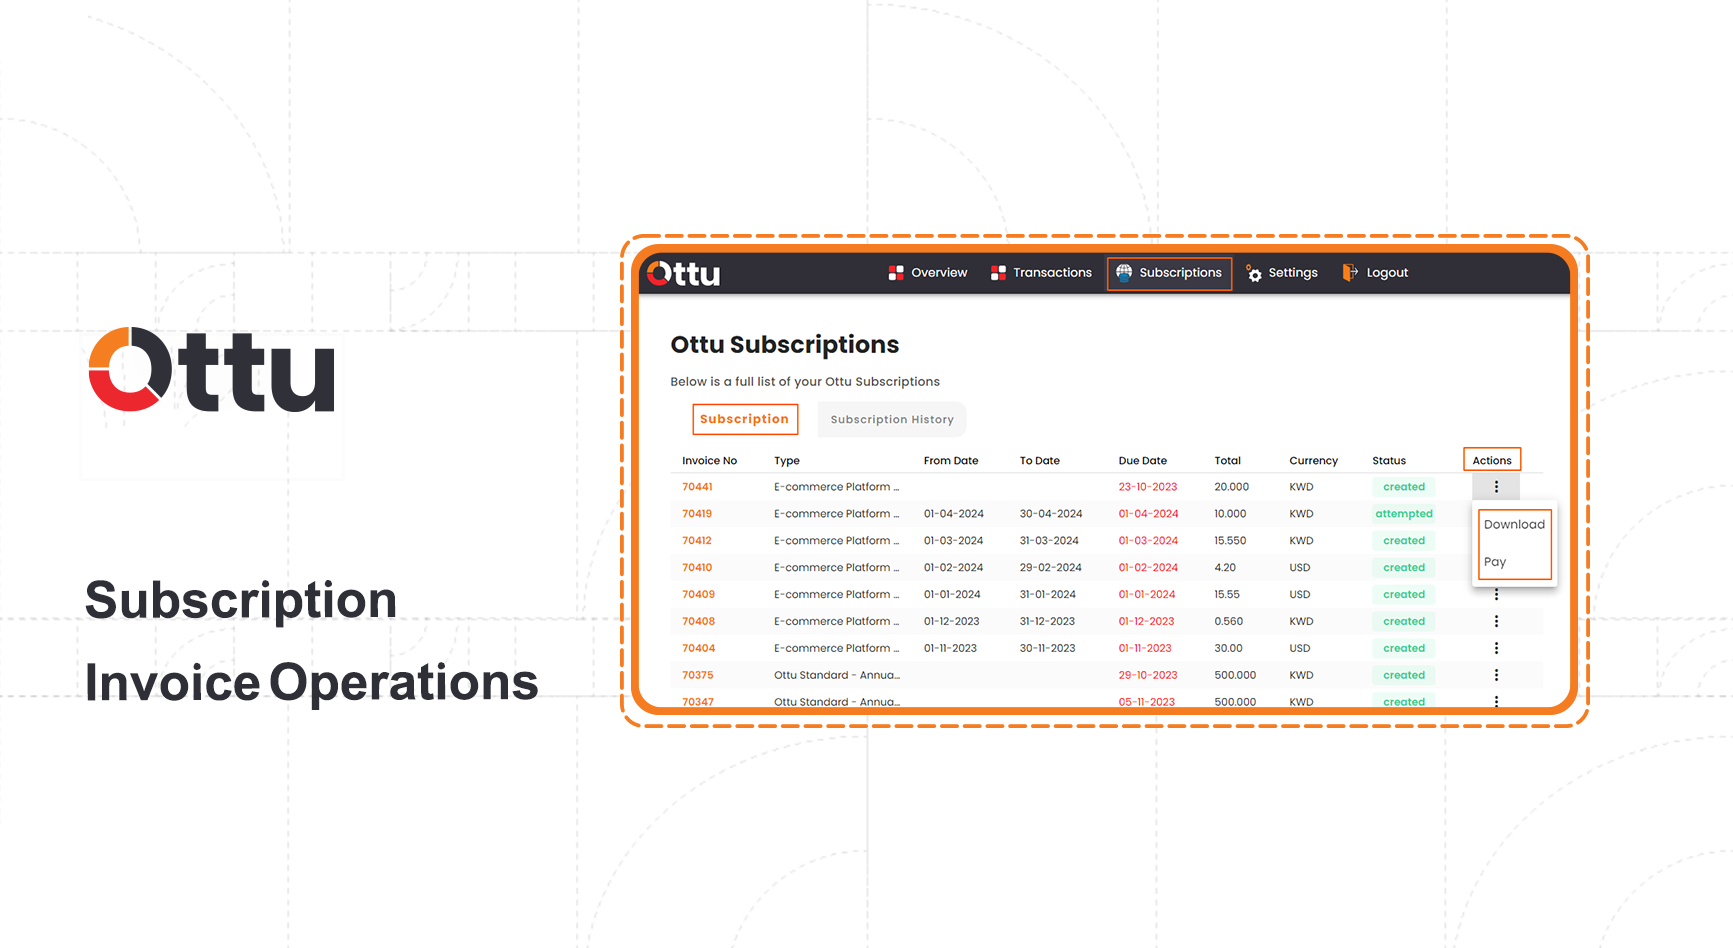 Ottu
Subscription
Invoice Operations
Ottu Overview Transactions Subscriptions Settings Logout
Ottu Subscriptions
Below is a full list of your Ottu Subscriptions
Subscription Subscription History
Invoice No Type From Date To Date Due Date Total Currency Status Actions
70441 E-commerce Platform ... 23-10-2023 20.000 KWD created
70419 E-commerce Platform ... 01-04-2024 30-04-2024 01-04-2024 10.000 KWD attempted
Download
70412 E-commerce Platform ... 01-03-2024 31-03-2024 01-03-2024 15.550 KWD created
Pay
70410 E-commerce Platform ... 01-02-2024 29-02-2024 01-02-2024 4.20 USD created
70409 E-commerce Platform ... 01-01-2024 31-01-2024 01-01-2024 15.55 USD created
70408 E-commerce Platform ... 01-12-2023 31-12-2023 01-12-2023 0.560 KWD created
70404 E-commerce Platform ... 01-11-2023 30-11-2023 01-11-2023 30.00 USD created
70375 Ottu Standard - Annua... 29-10-2023 500.000 KWD created
70347 Ottu Standard - Annua... 05-11-2023 500.000 KWD created